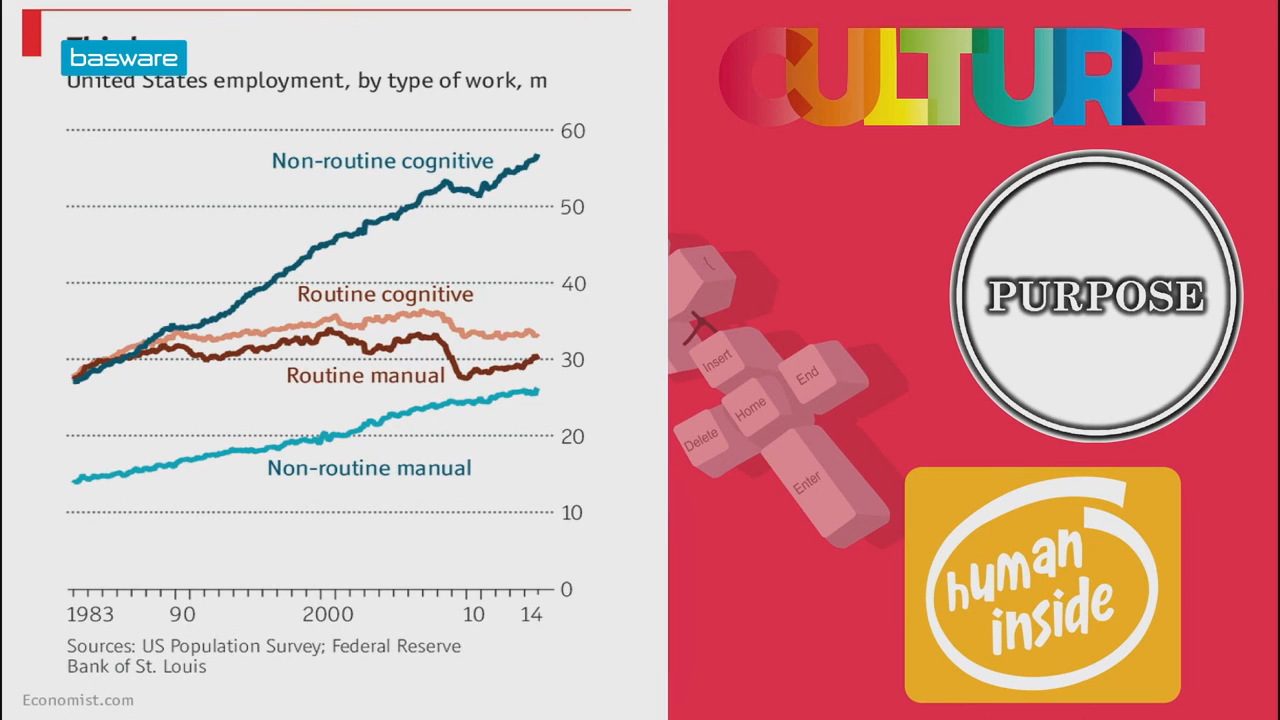 basware
United States employment, by type of work, m
60
Non-routine cognitive
50
40
Routine cognitive
30
Routine manual
20
Non-routine manual
10
0
1983 90 2000 10 14
Sources: US Population Survey; Federal Reserve
Bank of St. Louis
Economist.com
CULTURE
PURPOSE
Insert
End
Home
Delete
Enter
human
inside